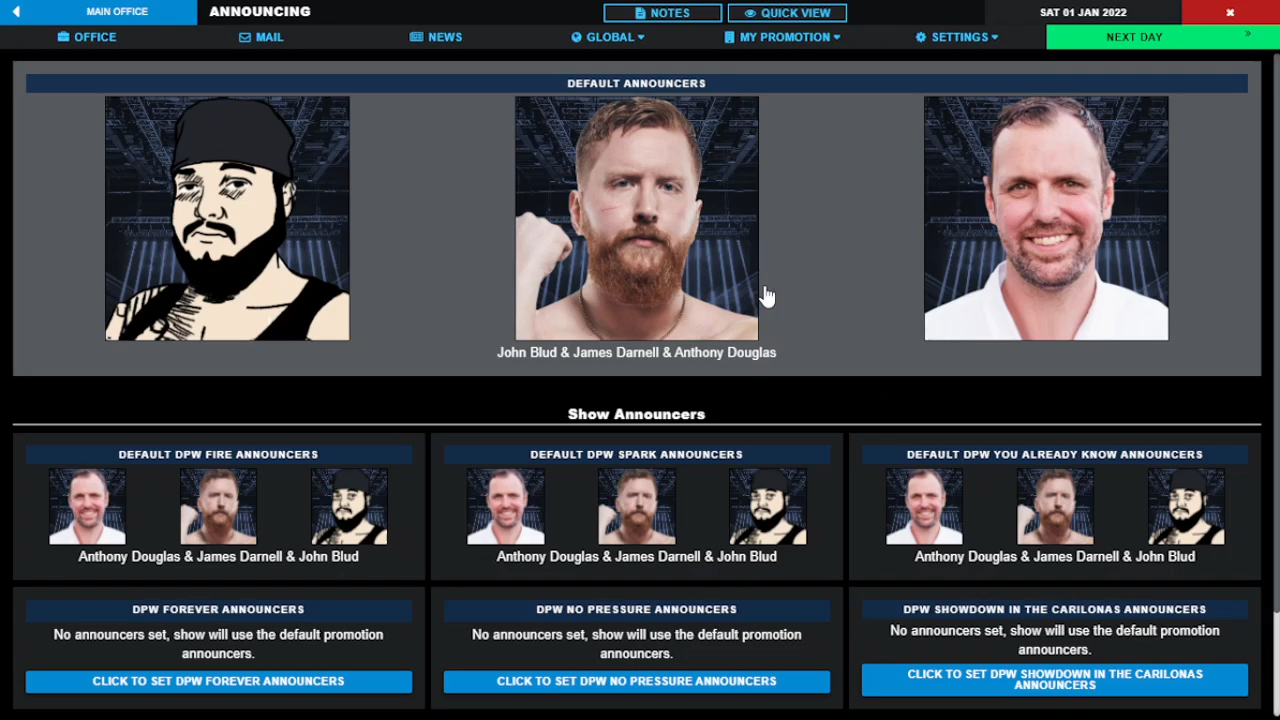 MAIN OFFICE
ANNOUNCING
NOTES
QUICK VIEW
SAT 01 JAN 2022
OFFICE
MAIL
NEWS
GLOBAL
MY PROMOTION
SETTINGS
NEXT DAY
DEFAULT ANNOUNCERS
John Blud & James Darnell & Anthony Douglas
Show Announcers
DEFAULT DPW FIRE ANNOUNCERS
Anthony Douglas & James Darnell & John Blud
DEFAULT DPW SPARK ANNOUNCERS
Anthony Douglas & James Darnell & John Blud
DEFAULT DPW YOU ALREADY KNOW ANNOUNCERS
Anthony Douglas & James Darnell & John Blud
DPW FOREVER ANNOUNCERS
No announcers set, show will use the default promotion
announcers.
CLICK TO SET DPW FOREVER ANNOUNCERS
DPW NO PRESSURE ANNOUNCERS
No announcers set, show will use the default promotion
announcers.
CLICK TO SET DPW NO PRESSURE ANNOUNCERS
DPW SHOWDOWN IN THE CARILONAS ANNOUNCERS
No announcers set, show will use the default promotion
announcers.
CLICK TO SET DPW SHOWDOWN IN THE CARILONAS
ANNOUNCERS